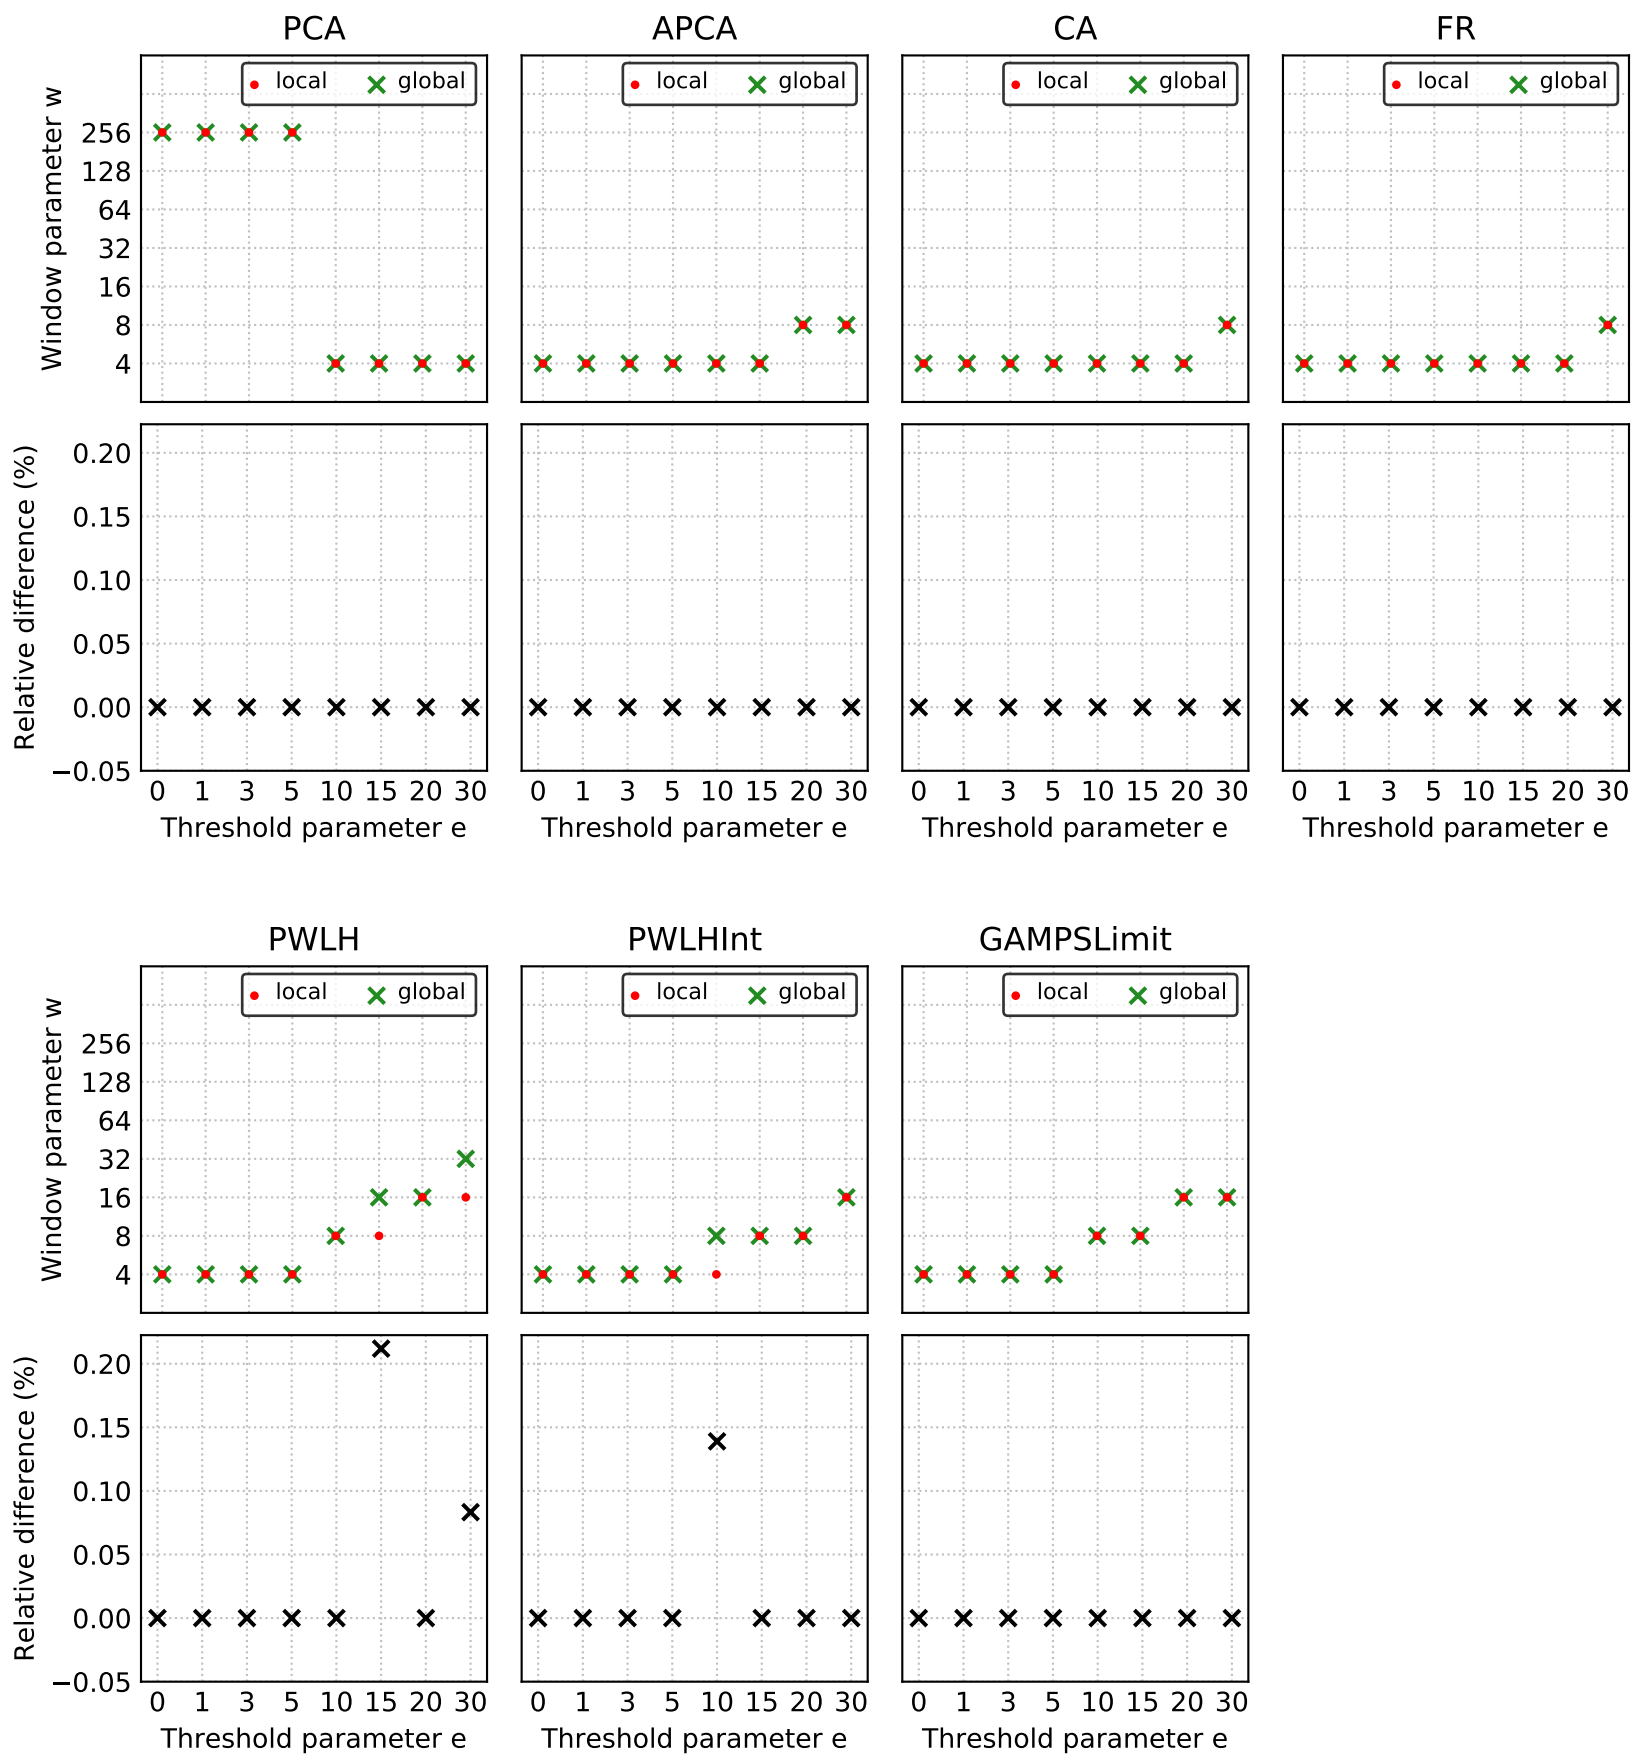 PCA APCA CA FR
local global local global local global local global
Window parameter w
256
128
64
32
16
8
4
Relative difference (%)
0.20
0.15
0.10
0.05
0.00
−0.05
0 1 3 5 10 15 20 30 0 1 3 5 10 15 20 30 0 1 3 5 10 15 20 30 0 1 3 5 10 15 20 30
Threshold parameter e Threshold parameter e Threshold parameter e Threshold parameter e
PWLH PWLHInt GAMPSLimit
local global local global local global
Window parameter w
256
128
64
32
16
8
4
Relative difference (%)
0.20
0.15
0.10
0.05
0.00
−0.05
0 1 3 5 10 15 20 30 0 1 3 5 10 15 20 30 0 1 3 5 10 15 20 30
Threshold parameter e Threshold parameter e Threshold parameter e